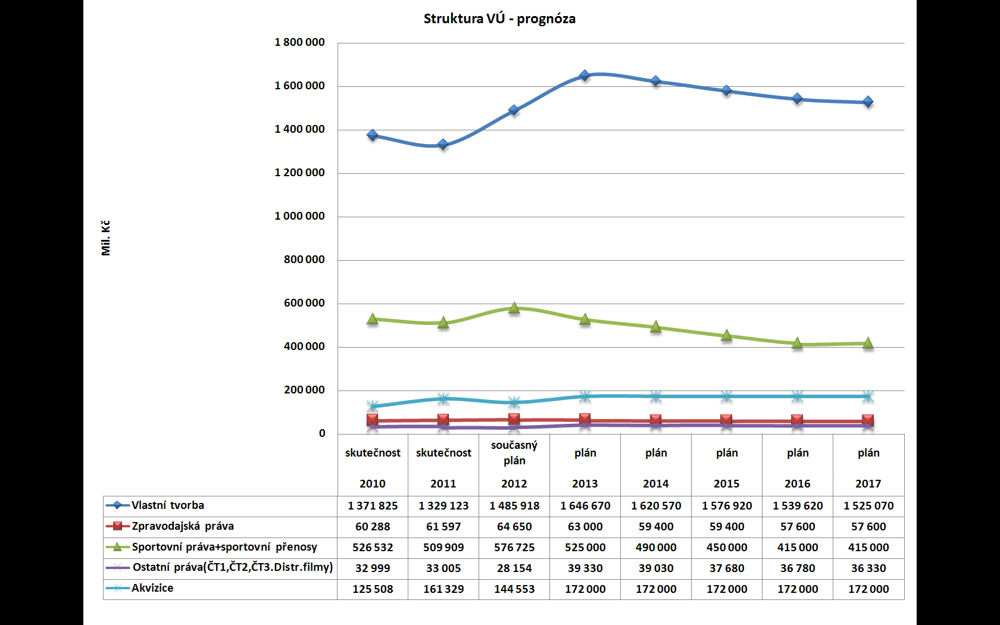 Struktura VÚ - prognóza
1 800 000
1 600 000
1 400 000
1 200 000
1 000 000
800 000
600 000
400 000
200 000
0
Mil. Kč
skutečnost skutečnost současný plán plán plán plán plán plán
2010 2011 2012 2013 2014 2015 2016 2017
Vlastní tvorba 1 371 825 1 329 123 1 485 918 1 646 670 1 620 570 1 576 920 1 539 620 1 525 070
Zpravodajská práva 60 288 61 597 64 650 63 000 59 400 59 400 57 600 57 600
Sportovní práva+sportovní přenosy 526 532 509 909 576 725 525 000 490 000 450 000 415 000 415 000
Ostatní práva(ČT1,ČT2,ČT3.Distr.filmy) 32 999 33 005 28 154 39 330 39 030 37 680 36 780 36 330
Akvizice 125 508 161 329 144 553 172 000 172 000 172 000 172 000 172 000